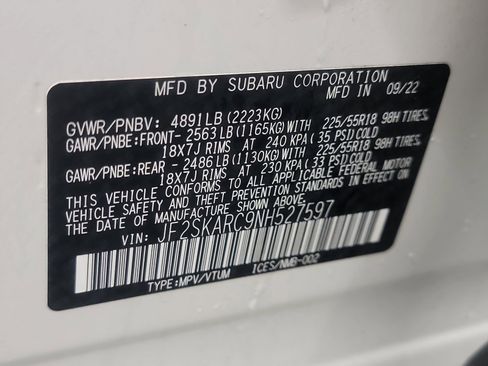 MFD BY SUBARU CORPORATION MFD IN 09/22
GVWR/PNBV: 4891LB(2223KG)
GAWR/PNBE:FRONT- 2563LB(1165KG)WITH 225/55R18 98H TIRES,
18X7J RIMS AT 240 KPA(35 PSI)COLD
GAWR/PNBE:REAR - 2486LB(1130KG)WITH 225/55R18 98H TIRES,
18X7J RIMS AT 230 KPA(33 PSI)COLD
THIS VEHICLE CONFORMS TO ALL APPLICABLE FEDERAL MOTOR
VEHICLE SAFETY AND THEFT PREVENTION STANDARDS IN EFFECT ON
THE DATE OF MANUFACTURE SHOWN ABOVE.
VIN: JF2SKARC9NH527597
TYPE:MPV/VTUM ICES/NMB-002